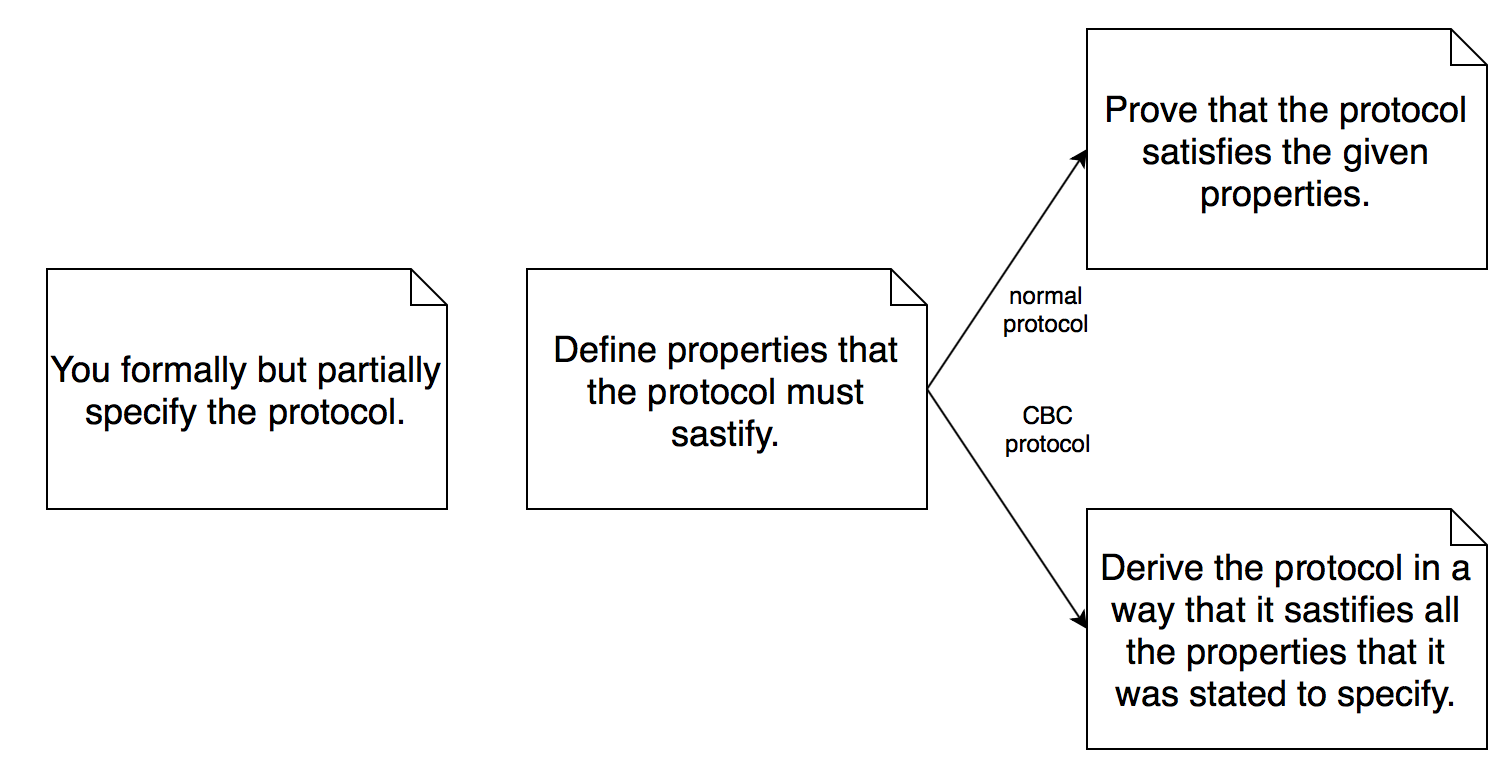 You formally but partially
specify the protocol.
Define properties that
the protocol must
sastify.
normal
protocol
CBC
protocol
Prove that the protocol
satisfies the given
properties.
Derive the protocol in a
way that it sastifies all
the properties that it
was stated to specify.